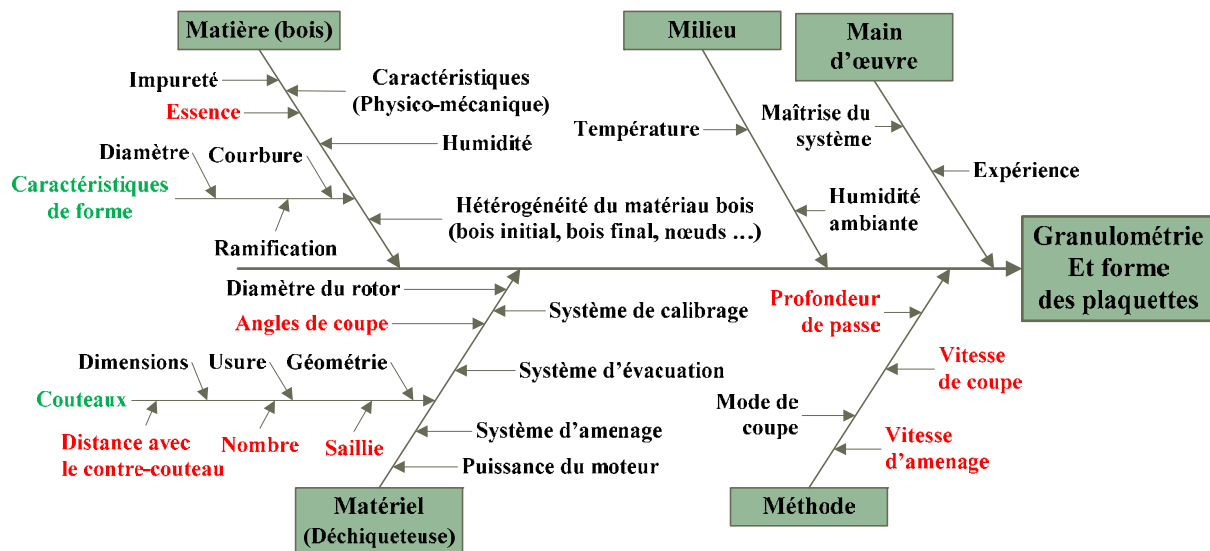 Matière (bois)
Milieu
Main
d’œuvre
Impureté
Caractéristiques
(Physico-mécanique)
Essence
Humidité
Diamètre
Courbure
Caractéristiques
de forme
Ramification
Hétérogénéité du matériau bois
(bois initial, bois final, nœuds ...)
Température
Humidité
ambiante
Maîtrise du
système
Expérience
Granulométrie
Et forme
des plaquettes
Diamètre du rotor
Système de calibrage
Angles de coupe
Système d’évacuation
Dimensions
Usure
Géométrie
Couteaux
Distance avec
le contre-couteau
Nombre
Saillie
Système d’amenage
Puissance du moteur
Matériel
(Déchiqueteuse)
Profondeur
de passe
Vitesse
de coupe
Mode de
coupe
Vitesse
d’amenage
Méthode